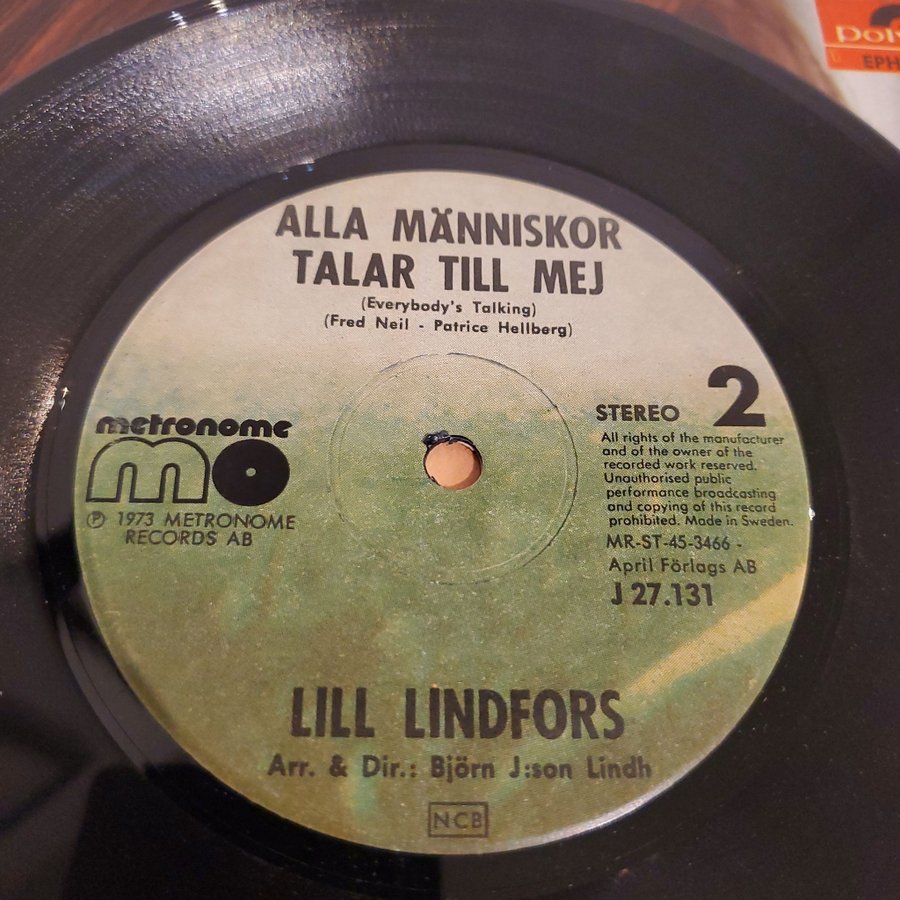 EPH
ALLA MÄNNISKOR
TALAR TILL MEJ
(Everybody's Talking)
(Fred Neil - Patrice Hellberg)
2
STEREO
metronome
mo
℗ 1973 METRONOME
RECORDS AB
All rights of the manufacturer
and of the owner of the
recorded work reserved.
Unauthorised public
performance broadcasting
and copying of this record
prohibited. Made in Sweden.
MR-ST-45-3466 -
April Förlags AB
J 27.131
LILL LINDFORS
Arr. & Dir.: Björn J:son Lindh
NCB